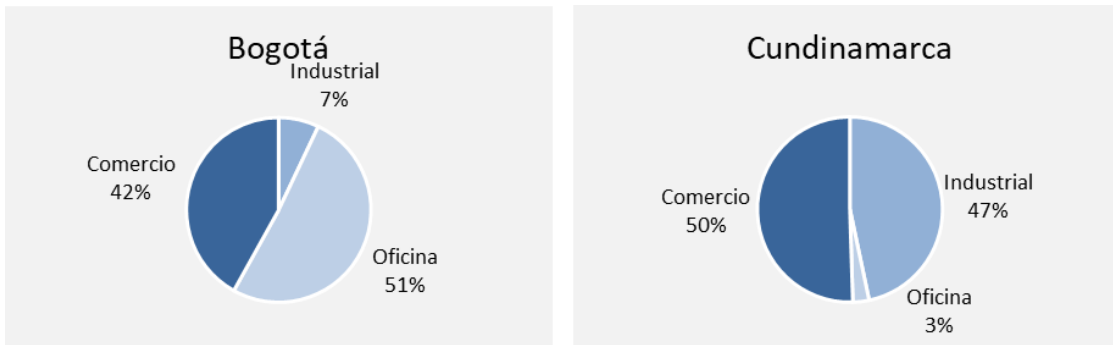 Bogotá
Industrial
7%
Comercio
42%
Oficina
51%
Cundinamarca
Comercio
50%
Industrial
47%
Oficina
3%